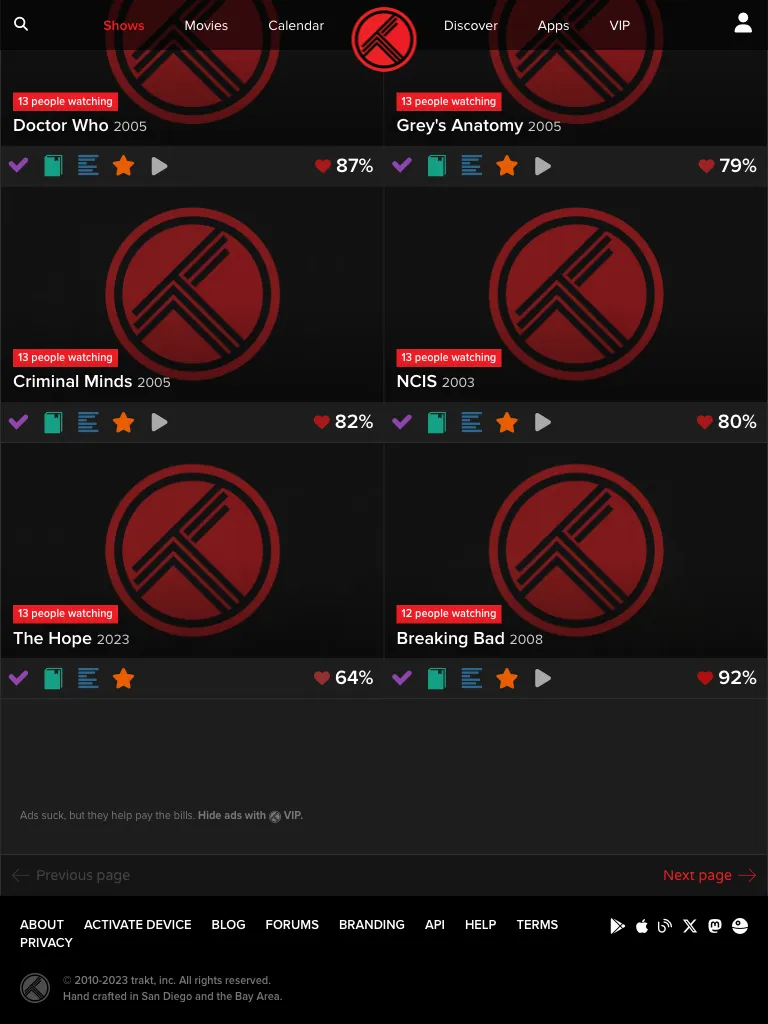 Shows Movies Calendar Discover Apps VIP
13 people watching
Doctor Who 2005
87%
13 people watching
Grey's Anatomy 2005
79%
13 people watching
Criminal Minds 2005
82%
13 people watching
NCIS 2003
80%
13 people watching
The Hope 2023
64%
12 people watching
Breaking Bad 2008
92%
Ads suck, but they help pay the bills. Hide ads with VIP.
Previous page
Next page
ABOUT ACTIVATE DEVICE BLOG FORUMS BRANDING API HELP TERMS
PRIVACY
© 2010-2023 trakt, inc. All rights reserved.
Hand crafted in San Diego and the Bay Area.